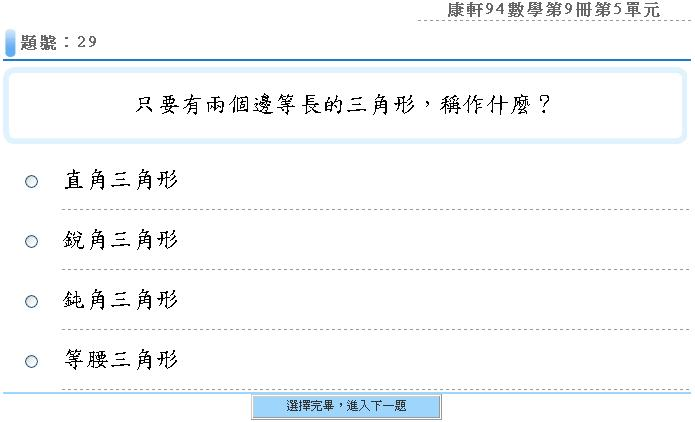 康軒94數學第9冊第5單元
題號：29
只要有兩個邊等長的三角形，稱作什麼？
直角三角形
銳角三角形
鈍角三角形
等腰三角形
選擇完畢，進入下一題